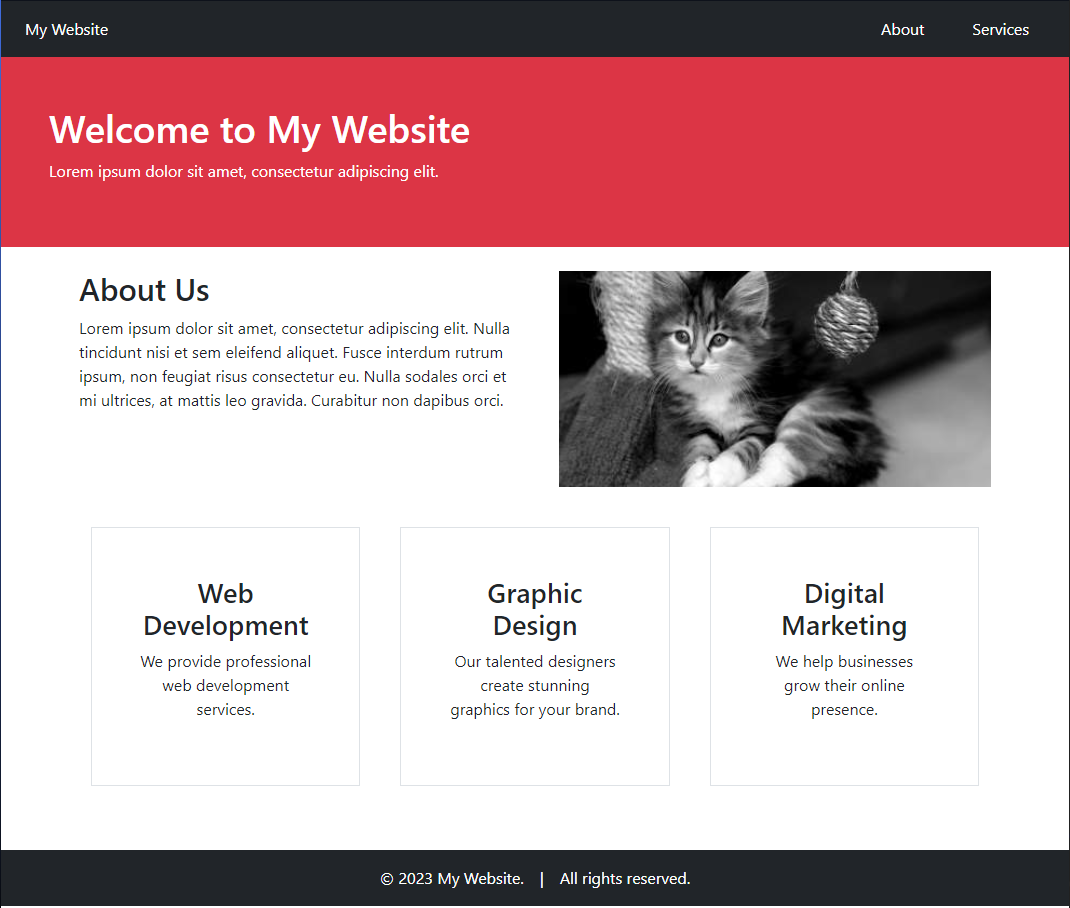 My Website
About
Services
Welcome to My Website
Lorem ipsum dolor sit amet, consectetur adipiscing elit.
About Us
Lorem ipsum dolor sit amet, consectetur adipiscing elit. Nulla
tincidunt nisi et sem eleifend aliquet. Fusce interdum rutrum
ipsum, non feugiat risus consectetur eu. Nulla sodales orci et
mi ultrices, at mattis leo gravida. Curabitur non dapibus orci.
Web
Development
We provide professional
web development
services.
Graphic
Design
Our talented designers
create stunning
graphics for your brand.
Digital
Marketing
We help businesses
grow their online
presence.
© 2023 My Website. | All rights reserved.